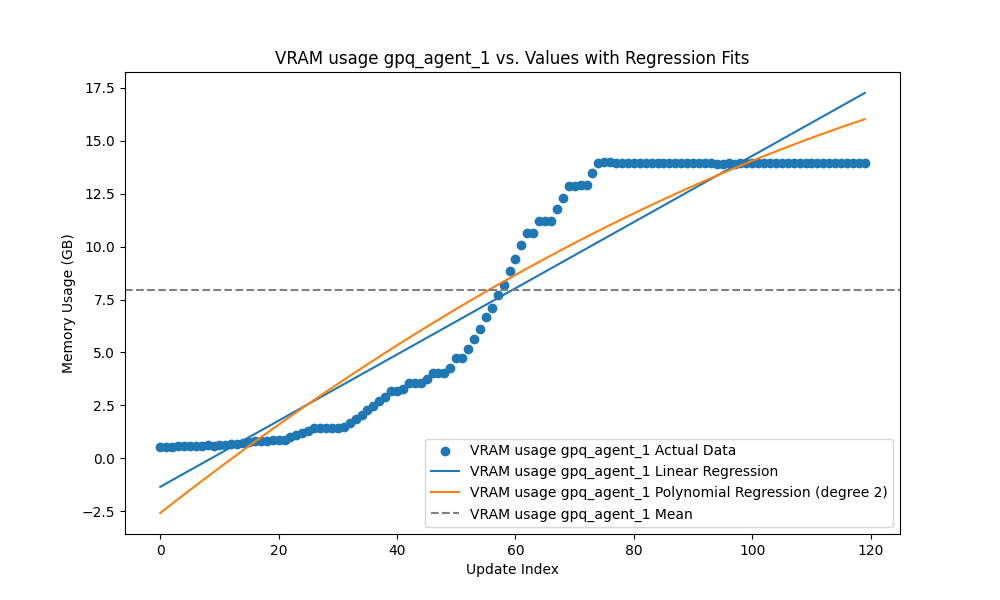 VRAM usage gpq_agent_1 vs. Values with Regression Fits
17.5
15.0
12.5
10.0
7.5
5.0
2.5
0.0
−2.5
Memory Usage (GB)
VRAM usage gpq_agent_1 Actual Data
VRAM usage gpq_agent_1 Linear Regression
VRAM usage gpq_agent_1 Polynomial Regression (degree 2)
VRAM usage gpq_agent_1 Mean
0 20 40 60 80 100 120
Update Index